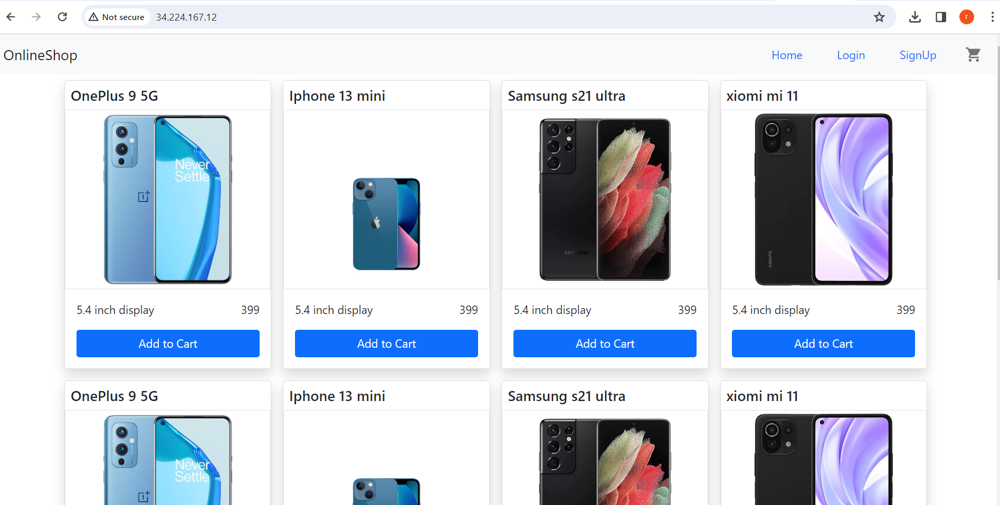 Not secure 34.224.167.12 r
OnlineShop Home Login SignUp
OnePlus 9 5G Iphone 13 mini Samsung s21 ultra xiomi mi 11
Never
Settle
1
SAMSUNG
xiaomi
5.4 inch display 399 5.4 inch display 399 5.4 inch display 399 5.4 inch display 399
Add to Cart Add to Cart Add to Cart Add to Cart
OnePlus 9 5G Iphone 13 mini Samsung s21 ultra xiomi mi 11
Never
Settle
1